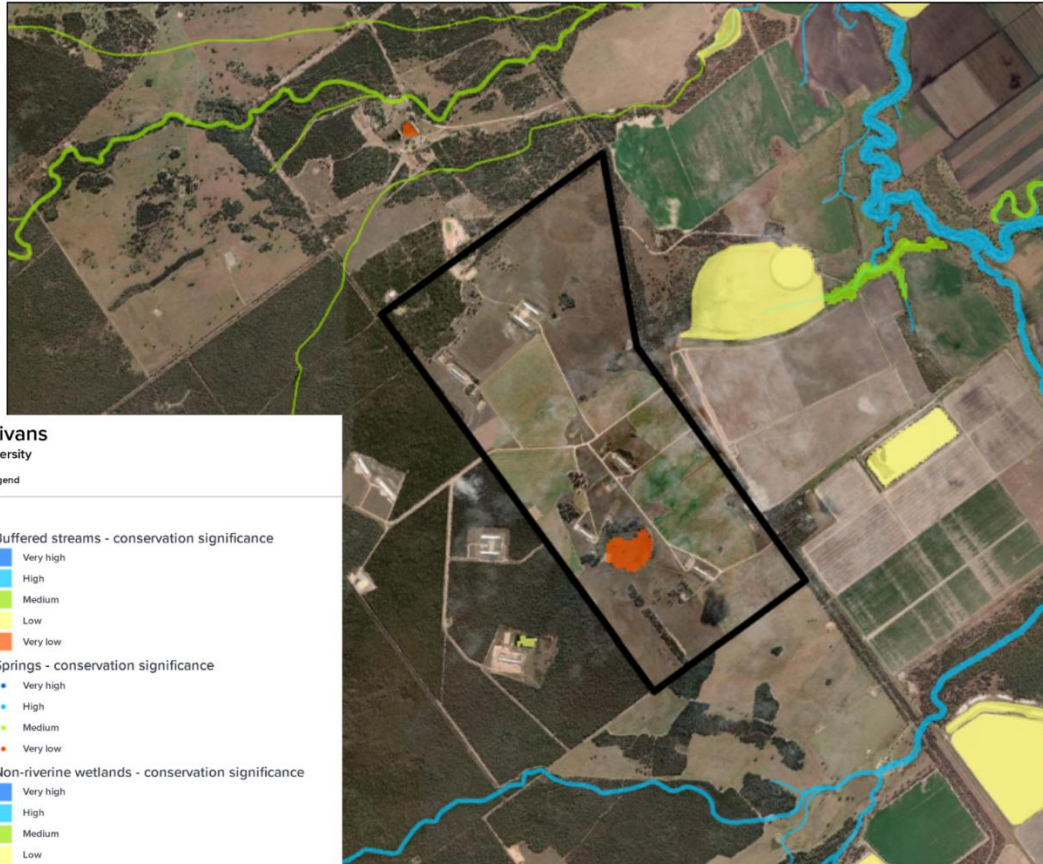 ivans
ersity
gend
Buffered streams - conservation significance
Very high
High
Medium
Low
Very low
Springs - conservation significance
Very high
High
Medium
Very low
Non-riverine wetlands - conservation significance
Very high
High
Medium
Low